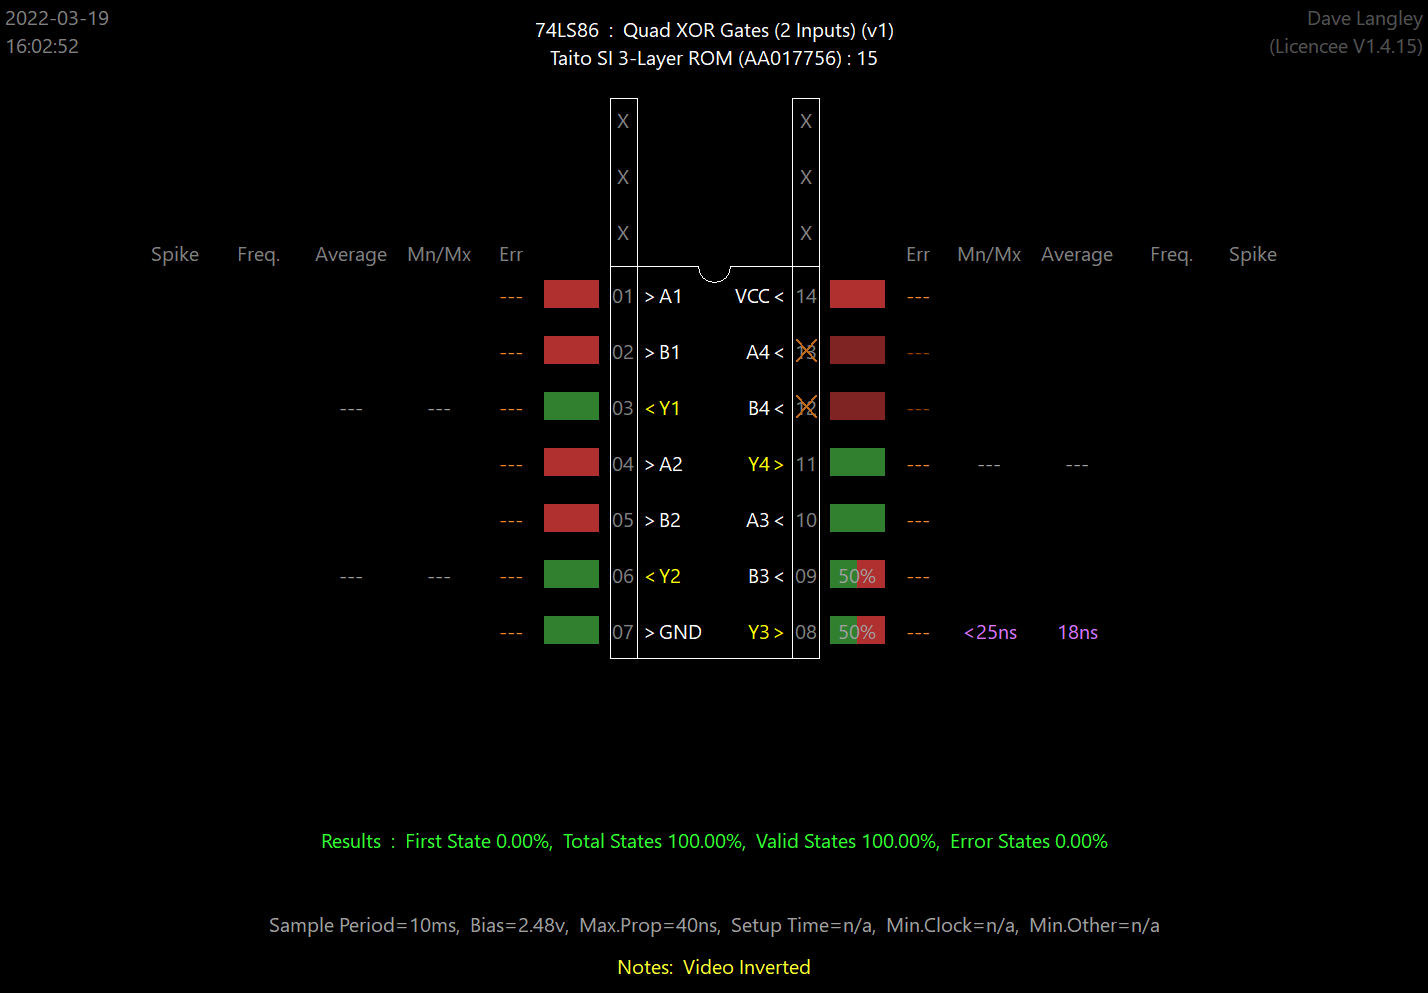 2022-03-19
16:02:52
74LS86 : Quad XOR Gates (2 Inputs) (v1)
Taito SI 3-Layer ROM (AA017756) : 15
Dave Langley
(Licencee V1.4.15)
X X
X X
X X
Spike Freq. Average Mn/Mx Err Err Mn/Mx Average Freq. Spike
--- 01 > A1 VCC < 14 ---
--- 02 > B1 A4 < 13 ---
--- --- --- 03 < Y1 B4 < 12 ---
--- 04 > A2 Y4 > 11 --- --- ---
--- 05 > B2 A3 < 10 ---
--- --- --- 06 < Y2 B3 < 09 50% ---
--- 07 > GND Y3 > 08 50% --- <25ns 18ns
Results : First State 0.00%, Total States 100.00%, Valid States 100.00%, Error States 0.00%
Sample Period=10ms, Bias=2.48v, Max.Prop=40ns, Setup Time=n/a, Min.Clock=n/a, Min.Other=n/a
Notes: Video Inverted